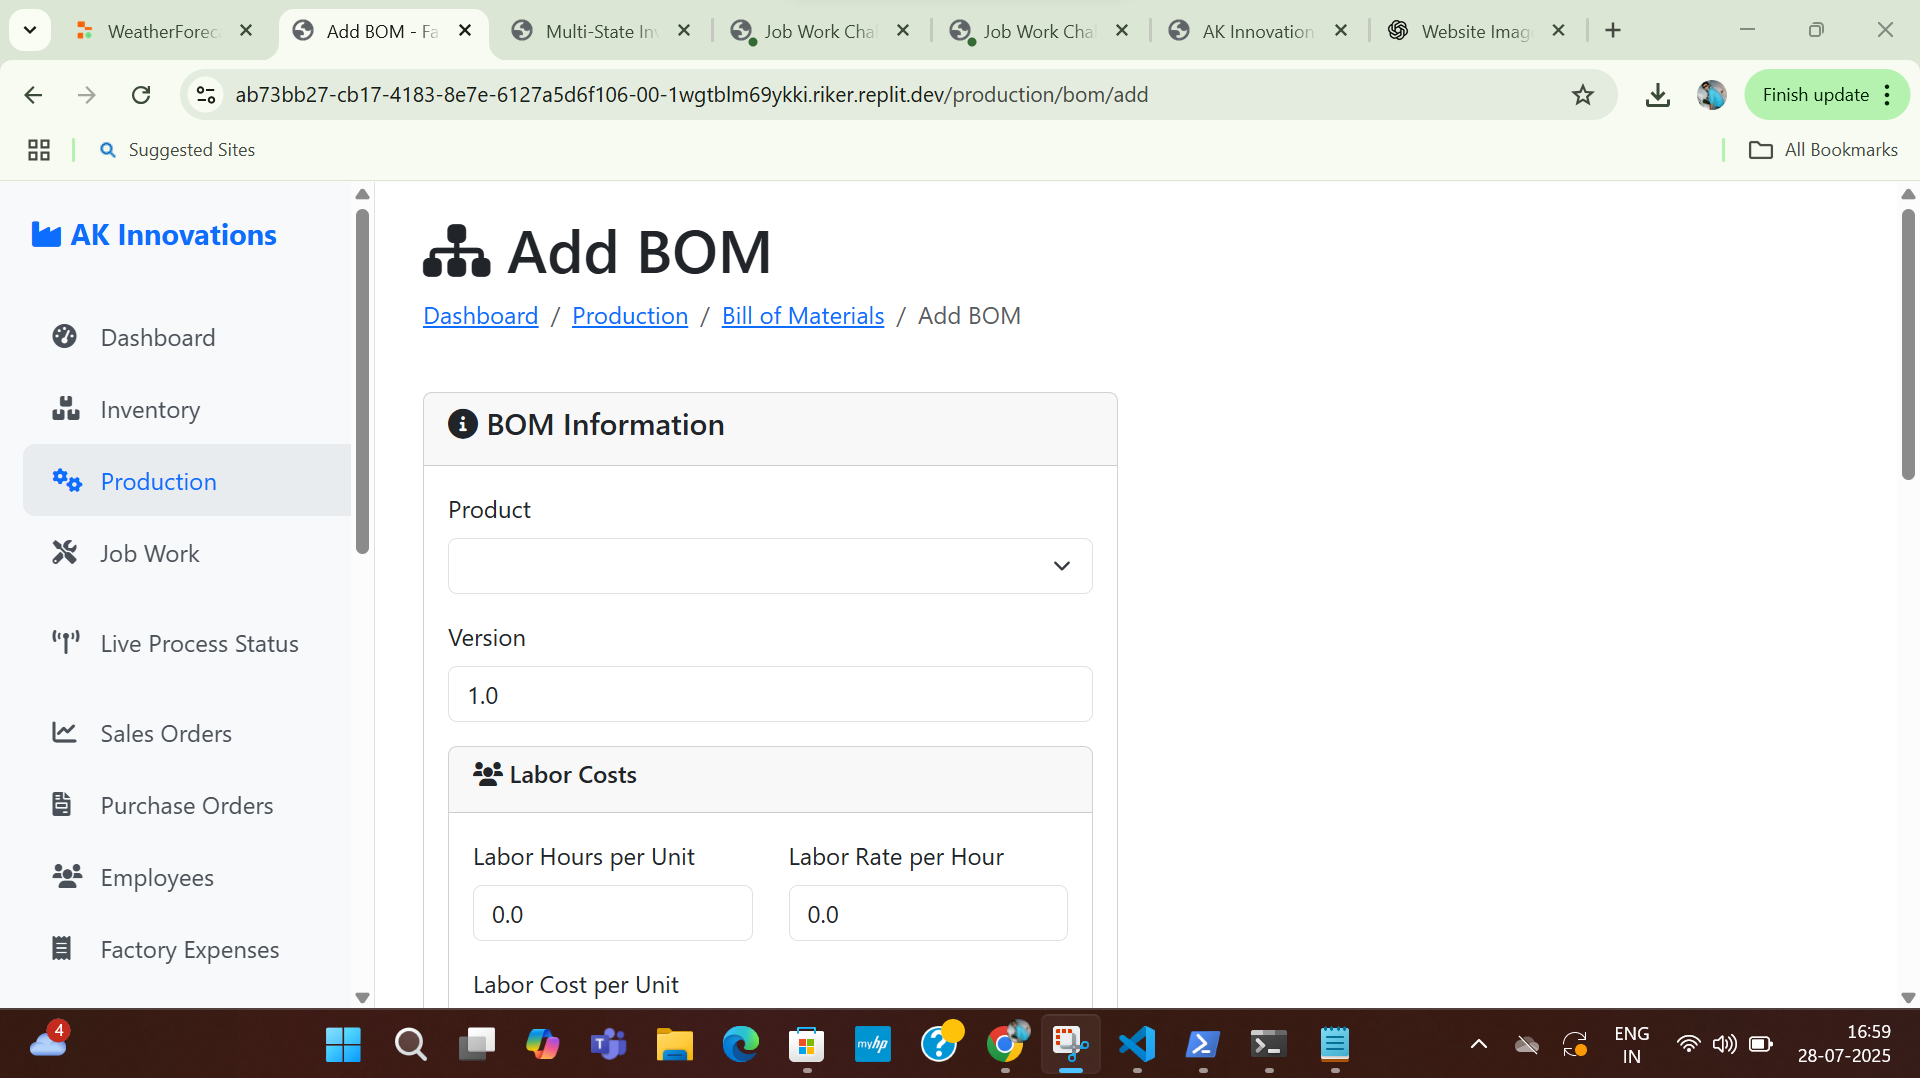 WeatherForec
Add BOM - Fa
Multi-State Inv
Job Work Chal
Job Work Chal
AK Innovation
Website Imag
ab73bb27-cb17-4183-8e7e-6127a5d6f106-00-1wgtblm69ykki.riker.replit.dev/production/bom/add
Finish update
Suggested Sites
All Bookmarks
AK Innovations
Dashboard
Inventory
Production
Job Work
Live Process Status
Sales Orders
Purchase Orders
Employees
Factory Expenses
Add BOM
Dashboard / Production / Bill of Materials / Add BOM
BOM Information
Product
Version
1.0
Labor Costs
Labor Hours per Unit
Labor Rate per Hour
0.0
0.0
Labor Cost per Unit
4
myhp
ENG
IN
16:59
28-07-2025